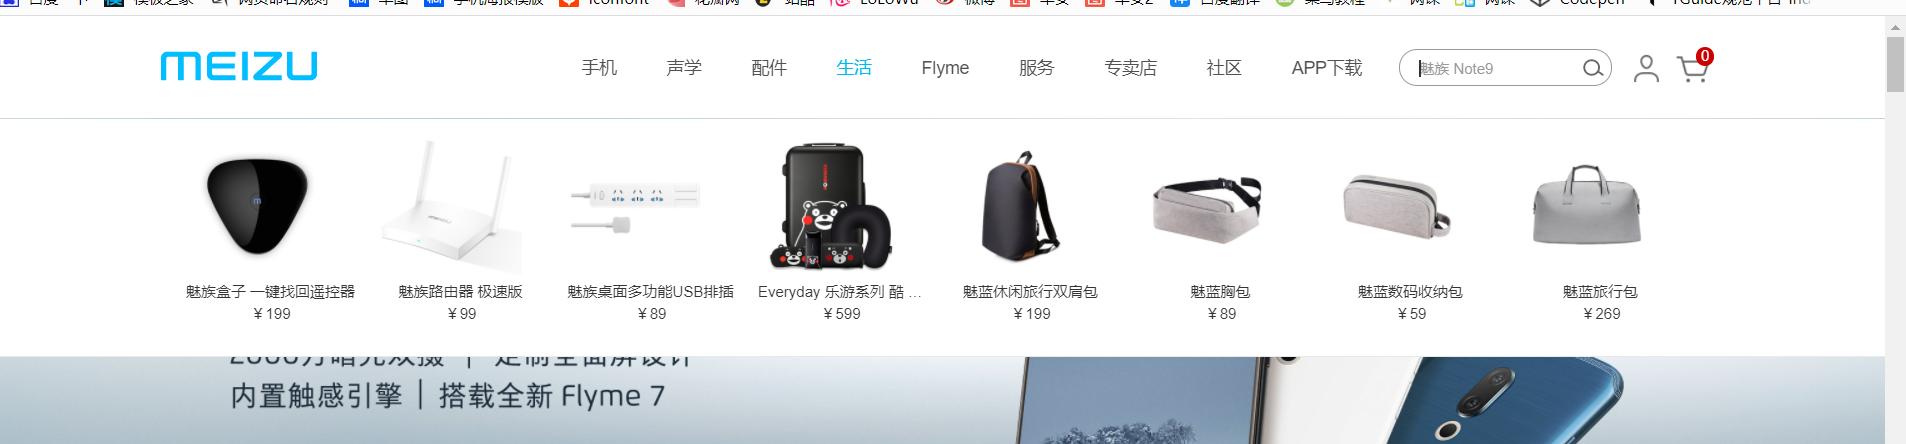 MEIZU
手机 声学 配件 生活 Flyme 服务 专卖店 社区 APP下载
魅族 Note9
0
魅族盒子 一键找回遥控器 魅族路由器 极速版 魅族桌面多功能USB排插 Everyday 乐游系列 酷 ... 魅蓝休闲旅行双肩包 魅蓝胸包 魅蓝数码收纳包 魅蓝旅行包
¥ 199 ¥ 99 ¥ 89 ¥ 599 ¥ 199 ¥ 89 ¥ 59 ¥ 269
内置触感引擎 | 搭载全新 Flyme 7